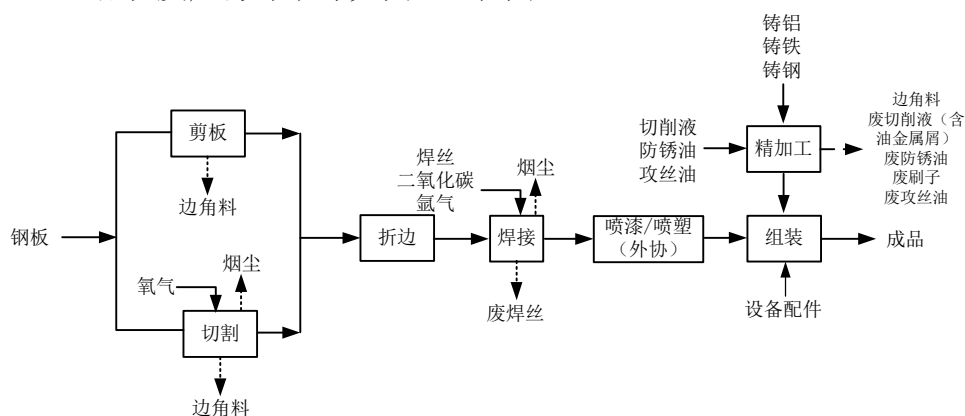 铸铝
铸铁
铸钢
剪板
边角料
切削液
防锈油
攻丝油
精加工
边角料
废切削液（含
油金属屑）
废防锈油
废刷子
废攻丝油
焊丝
二氧化碳
氩气
烟尘
钢板
折边
焊接
喷漆/喷塑
（外协）
组装
成品
氧气
烟尘
切割
废焊丝
设备配件
边角料